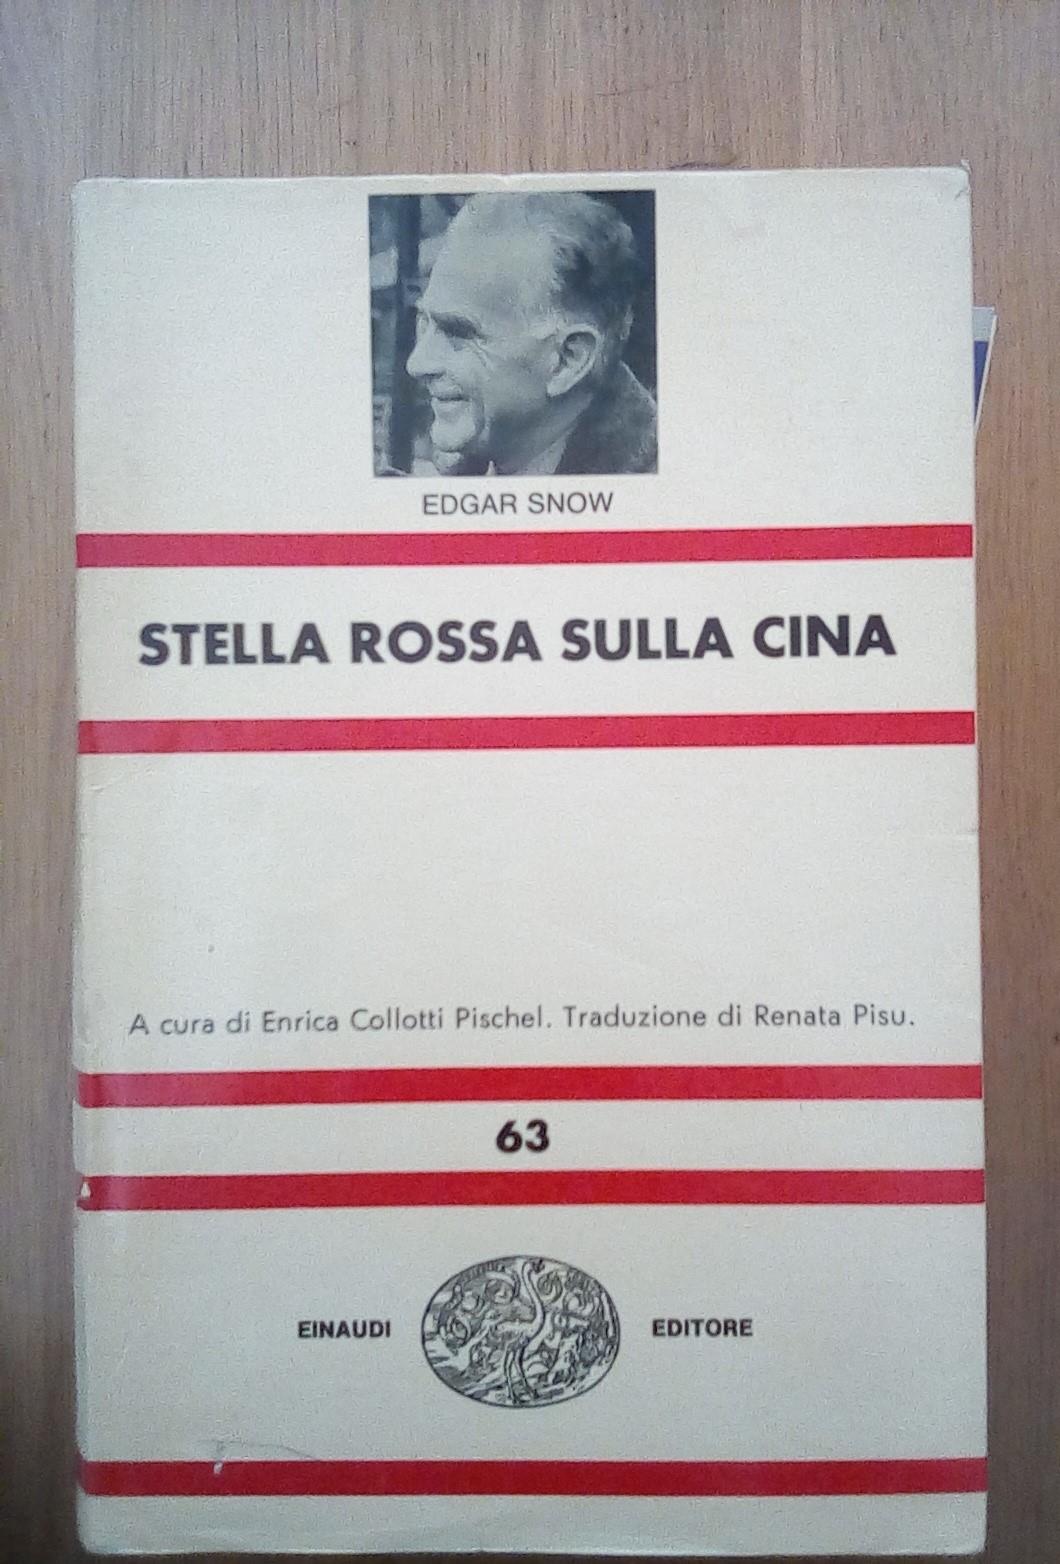 EDGAR SNOW
STELLA ROSSA SULLA CINA
A cura di Enrica Collotti Pischel. Traduzione di Renata Pisu.
63
EINAUDI EDITORE